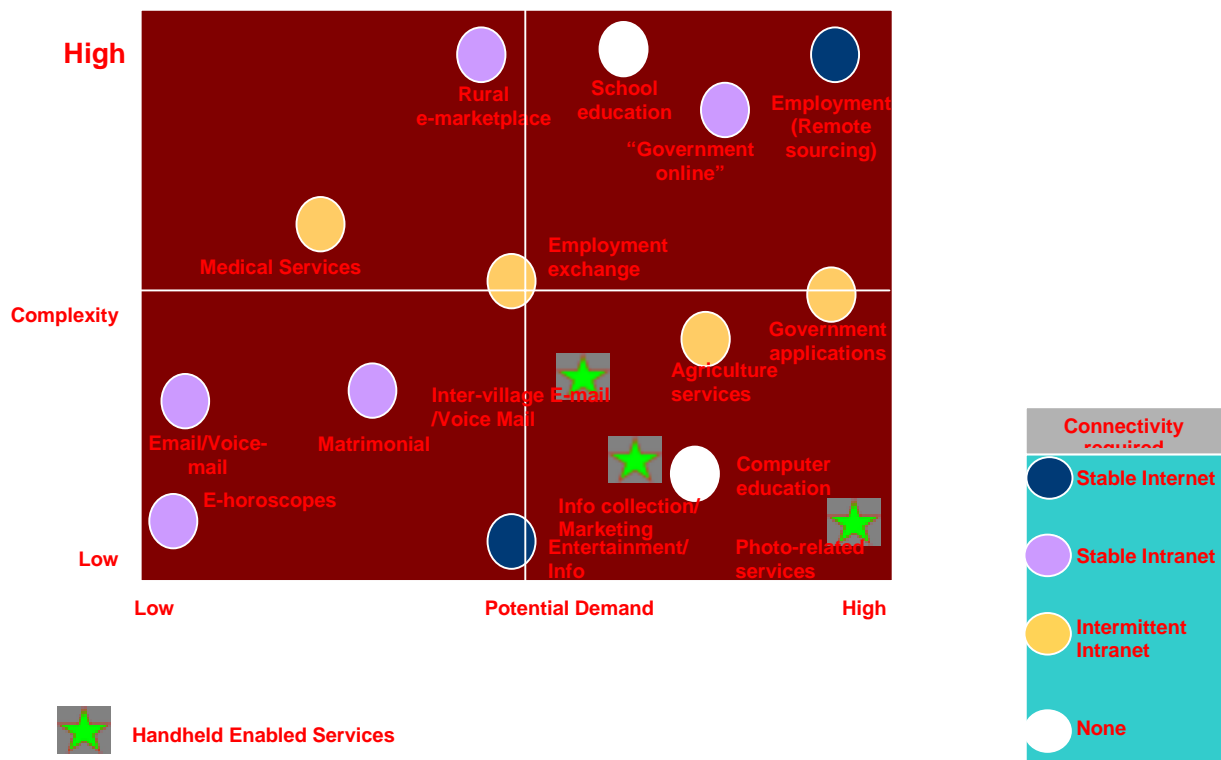 High
Rural
e-marketplace
School
education
Employment
(Remote
sourcing)
“Government
online”
Medical Services
Employment
exchange
Complexity
Government
applications
Agriculture
services
Inter-village E-mail
/Voice Mail
Email/Voice-
mail
Matrimonial
E-horoscopes
Computer
education
Info collection/
Marketing
Entertainment/
Info
Photo-related
services
Low
Low
Potential Demand
High
Connectivity
required
Stable Internet
Stable Intranet
Intermittent
Intranet
None
Handheld Enabled Services